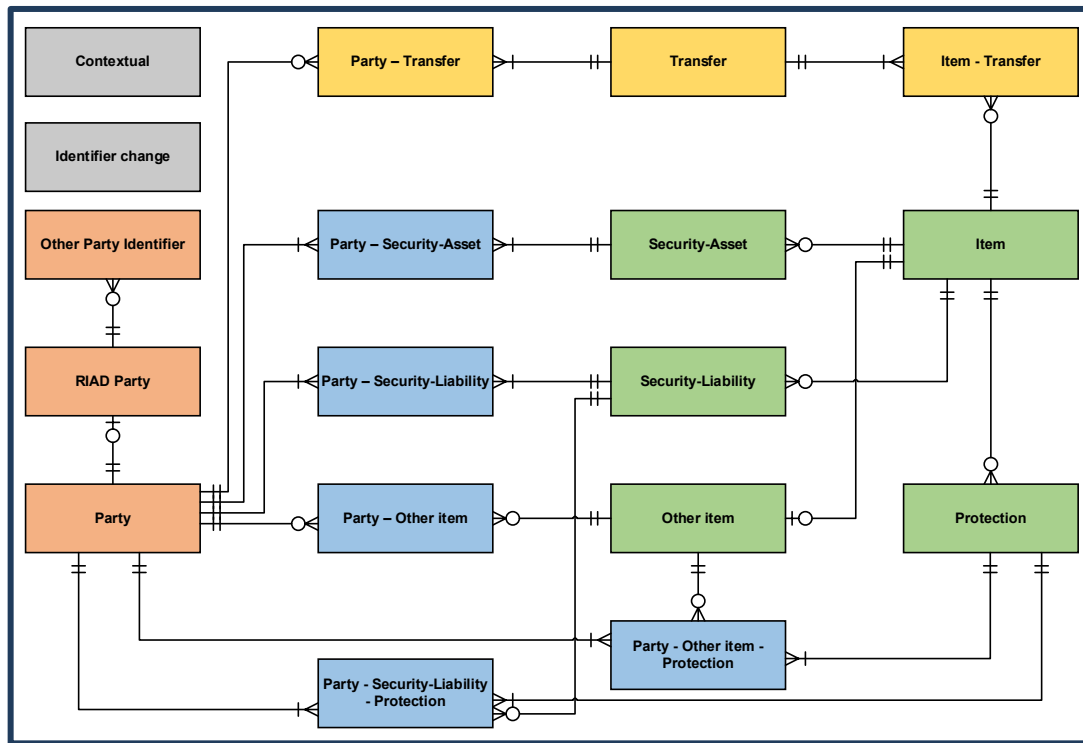 Contextual
Party – Transfer
Transfer
Item - Transfer
Identifier change
Other Party Identifier
Party – Security-Asset
Security-Asset
Item
RIAD Party
Party – Security-Liability
Security-Liability
Party
Party – Other item
Other item
Protection
Party - Other item -
Protection
Party - Security-Liability
- Protection